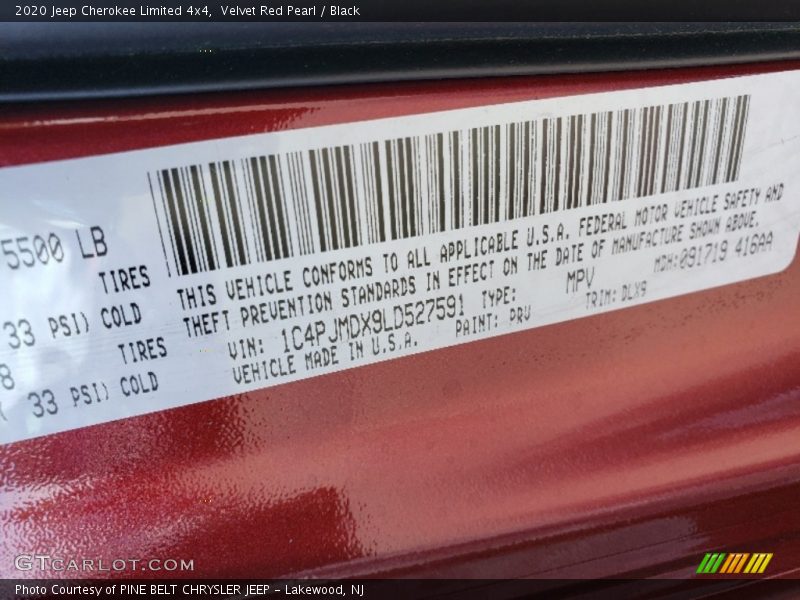 2020 Jeep Cherokee Limited 4x4,  Velvet Red Pearl / Black
5500 LB
TIRES
33 PSI) COLD
TIRES
8
33 PSI) COLD
THIS VEHICLE CONFORMS TO ALL APPLICABLE U.S.A. FEDERAL MOTOR VEHICLE SAFETY AND
THEFT PREVENTION STANDARDS IN EFFECT ON THE DATE OF MANUFACTURE SHOWN ABOVE.
VIN: 1C4PJMDX9LD527591 TYPE: MPV MDH:091719 416AA
VEHICLE MADE IN U.S.A. PAINT: PRV TRIM: DLX9
GTCARLOT.COM
Photo Courtesy of PINE BELT CHRYSLER JEEP - Lakewood, NJ